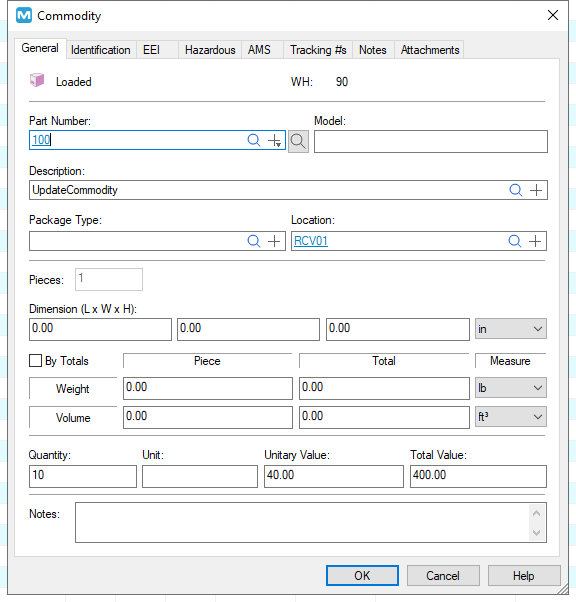 M Commodity
General Identification EEI Hazardous AMS Tracking #s Notes Attachments
Loaded WH: 90
Part Number: Model:
100
Description:
UpdateCommodity
Package Type: Location:
RCV01
Pieces: 1
Dimension (L x W x H):
0.00 0.00 0.00 in
By Totals Piece Total Measure
Weight 0.00 0.00 lb
Volume 0.00 0.00 ft³
Quantity: Unit: Unitary Value: Total Value:
10 40.00 400.00
Notes:
OK Cancel Help